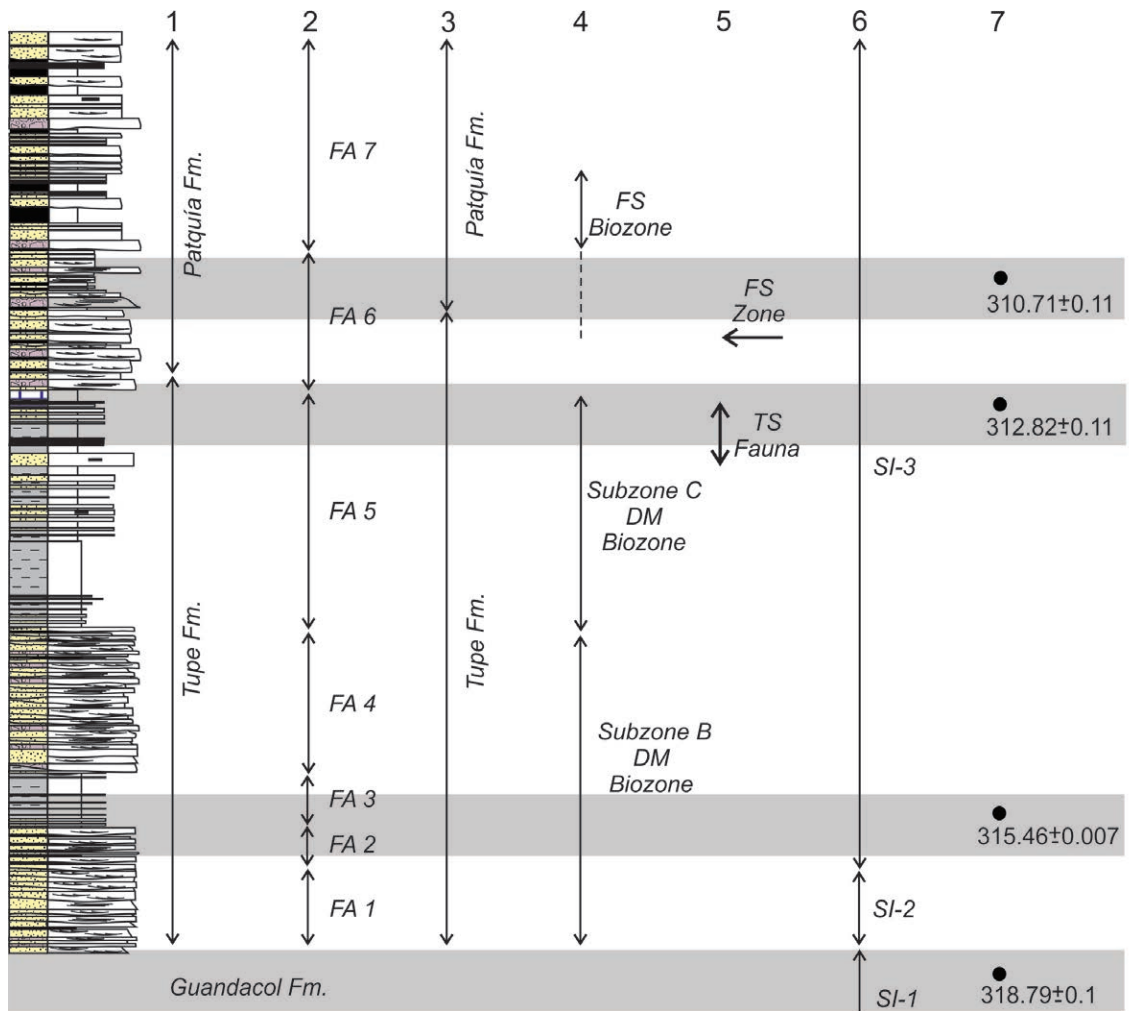 1 2 3 4 5 6 7
Patquía Fm.
FA 7
Patquía Fm.
FS
Biozone
FA 6
FS
Zone
310.71±0.11
TS
Fauna
312.82±0.11
SI-3
FA 5
Subzone C
DM
Biozone
Tupe Fm.
Tupe Fm.
FA 4
Subzone B
DM
Biozone
FA 3
FA 2
315.46±0.007
FA 1
SI-2
Guandacol Fm.
SI-1
318.79±0.1